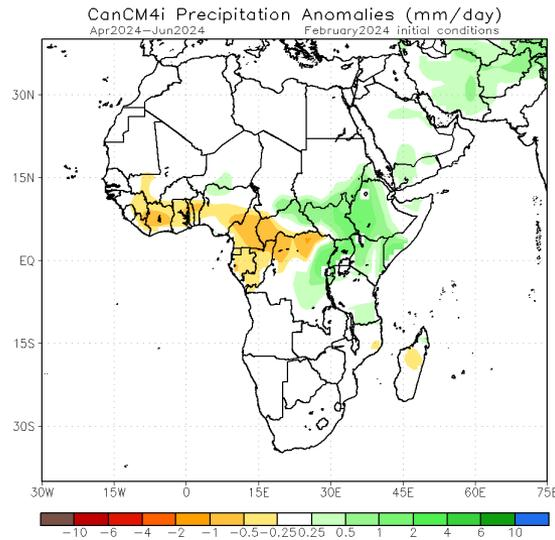 CanCM4i Precipitation Anomalies (mm/day)
Apr2024–Jun2024 February2024 initial conditions
30N
15N
EQ
15S
30S
30W 15W 0 15E 30E 45E 60E 75E
−10 −6 −4 −2 −1 −0.5 −0.25 0.25 0.5 1 2 4 6 10